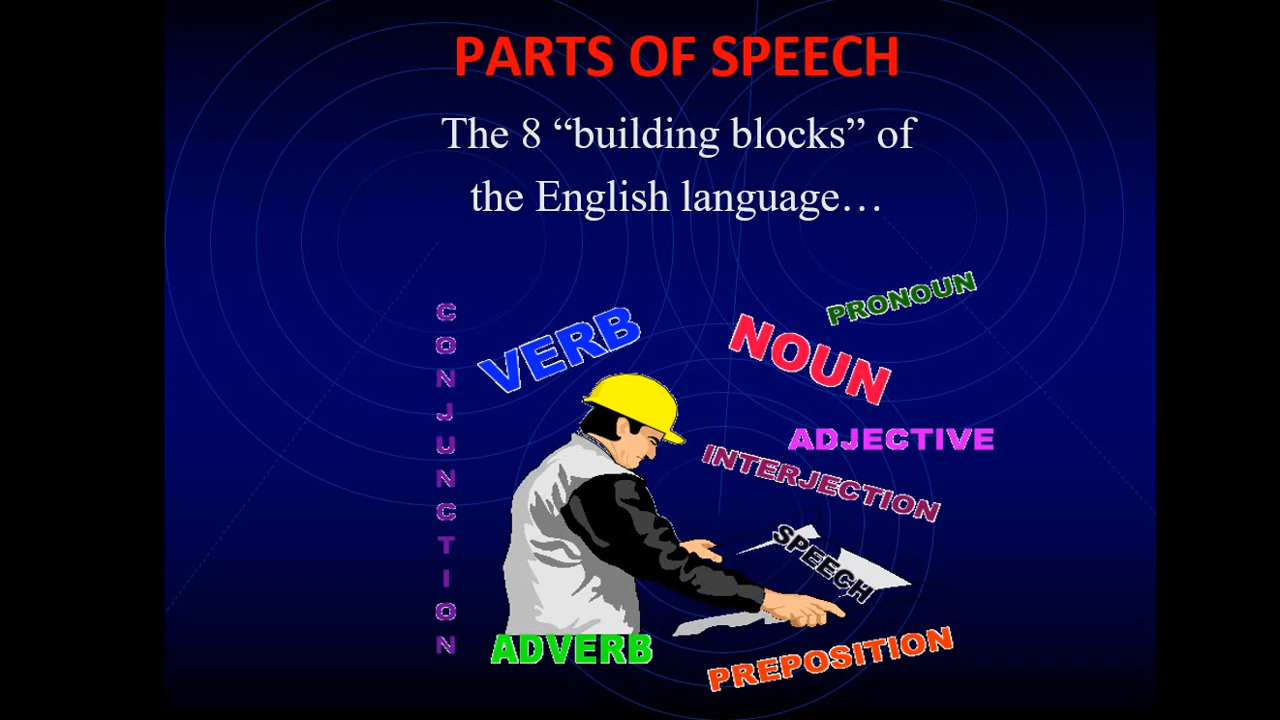 PARTS OF SPEECH
The 8 “building blocks” of
the English language…
PRONOUN
CONJUNCTION
VERB
NOUN
ADJECTIVE
INTERJECTION
SPEECH
ADVERB
PREPOSITION